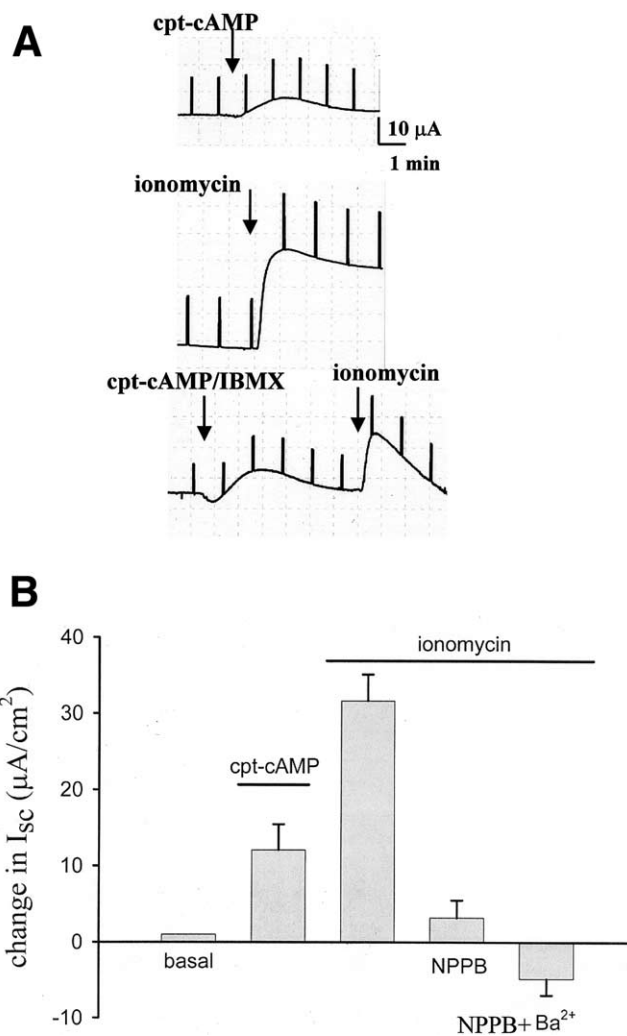 A
cpt-cAMP
10 µA
1 min
ionomycin
cpt-cAMP/IBMX
ionomycin
B
change in I_SC (µA/cm²)
40
30
20
10
0
-10
ionomycin
cpt-cAMP
basal
NPPB
NPPB+Ba²⁺